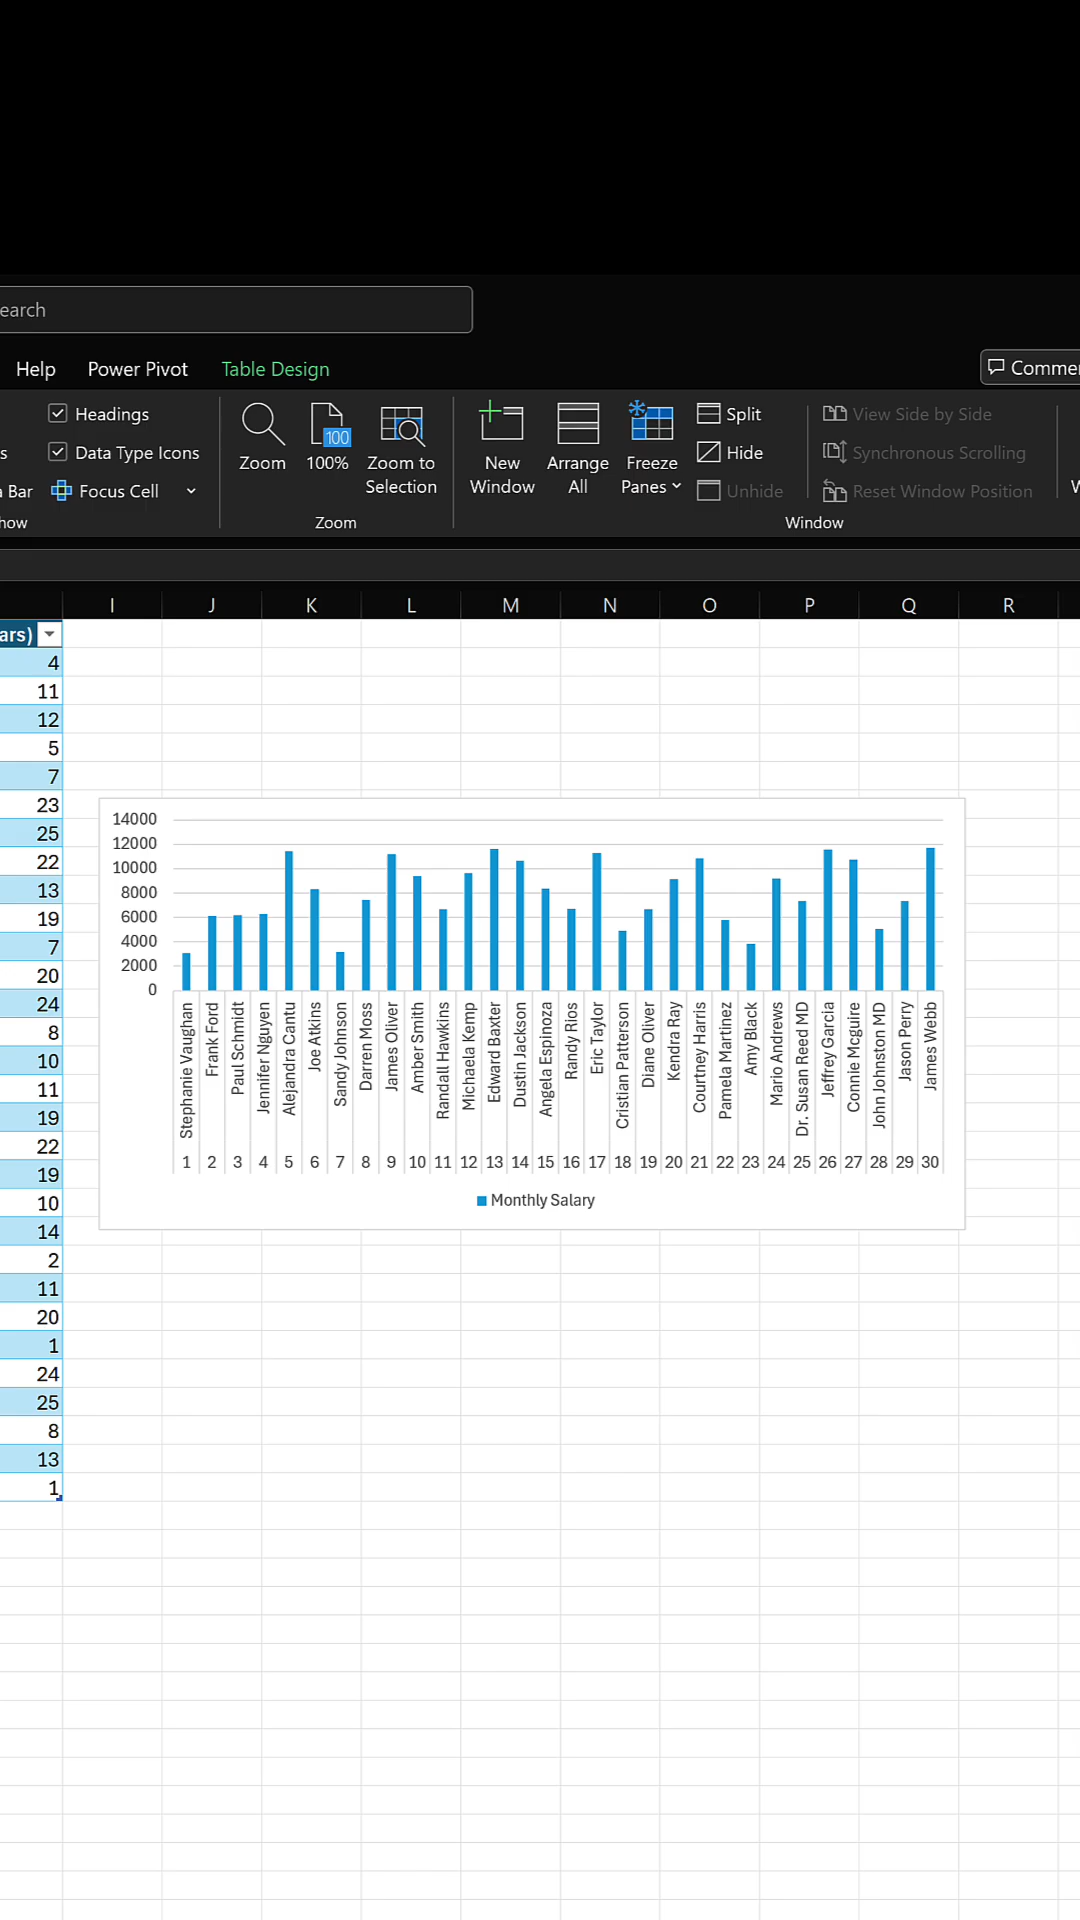 earch
Help Power Pivot Table Design Commer
Headings
Data Type Icons
s
a Bar Focus Cell
how
Zoom
100%
Zoom to
Selection
Zoom
New
Window
Arrange
All
Freeze
Panes
Split
Hide
Unhide
View Side by Side
Synchronous Scrolling
Reset Window Position
Window
I J K L M N O P Q R
ars)
4
11
12
5
7
23
25
22
13
19
7
20
24
8
10
11
19
22
19
10
14
2
11
20
1
24
25
8
13
1
14000
12000
10000
8000
6000
4000
2000
0
Stephanie Vaughan
Frank Ford
Paul Schmidt
Jennifer Nguyen
Alejandra Cantu
Joe Atkins
Sandy Johnson
Darren Moss
James Oliver
Amber Smith
Randall Hawkins
Michaela Kemp
Edward Baxter
Dustin Jackson
Angela Espinoza
Randy Rios
Eric Taylor
Cristian Patterson
Diane Oliver
Kendra Ray
Courtney Harris
Pamela Martinez
Amy Black
Mario Andrews
Dr. Susan Reed MD
Jeffrey Garcia
Connie Mcguire
John Johnston MD
Jason Perry
James Webb
1 2 3 4 5 6 7 8 9 10 11 12 13 14 15 16 17 18 19 20 21 22 23 24 25 26 27 28 29 30
Monthly Salary